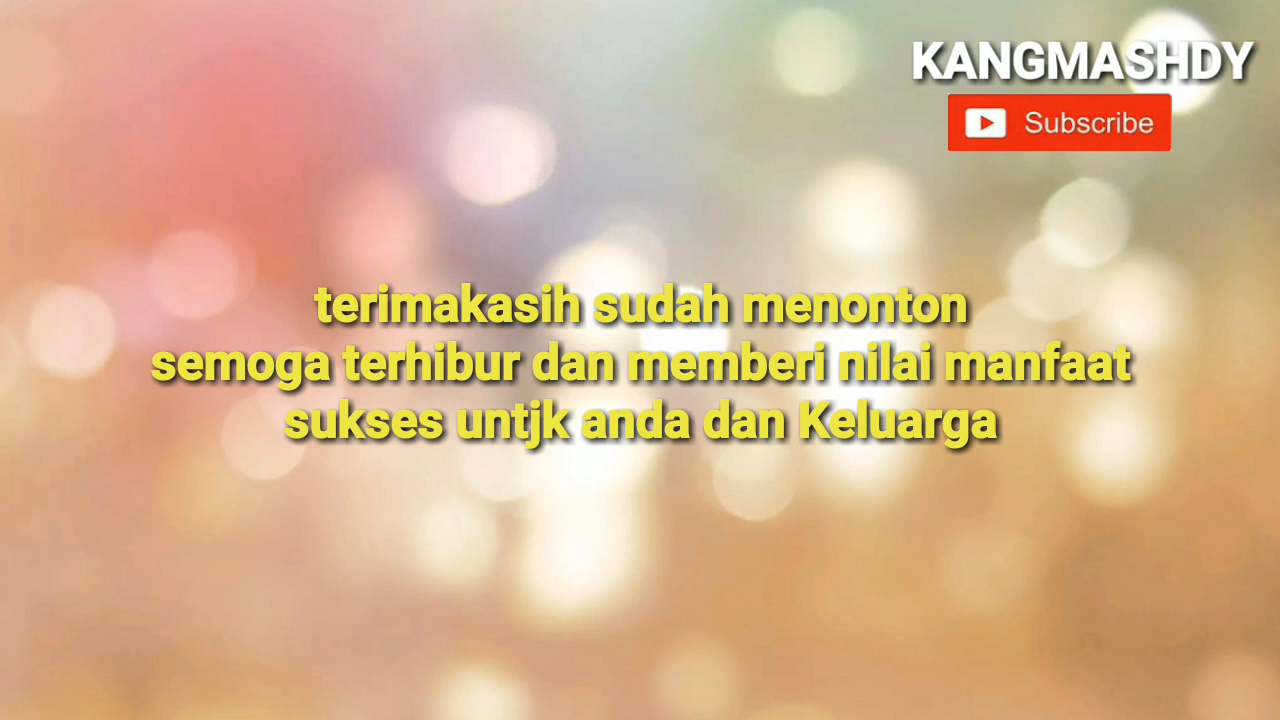 KANGMASHDY
Subscribe
terimakasih sudah menonton
semoga terhibur dan memberi nilai manfaat
sukses untjk anda dan Keluarga